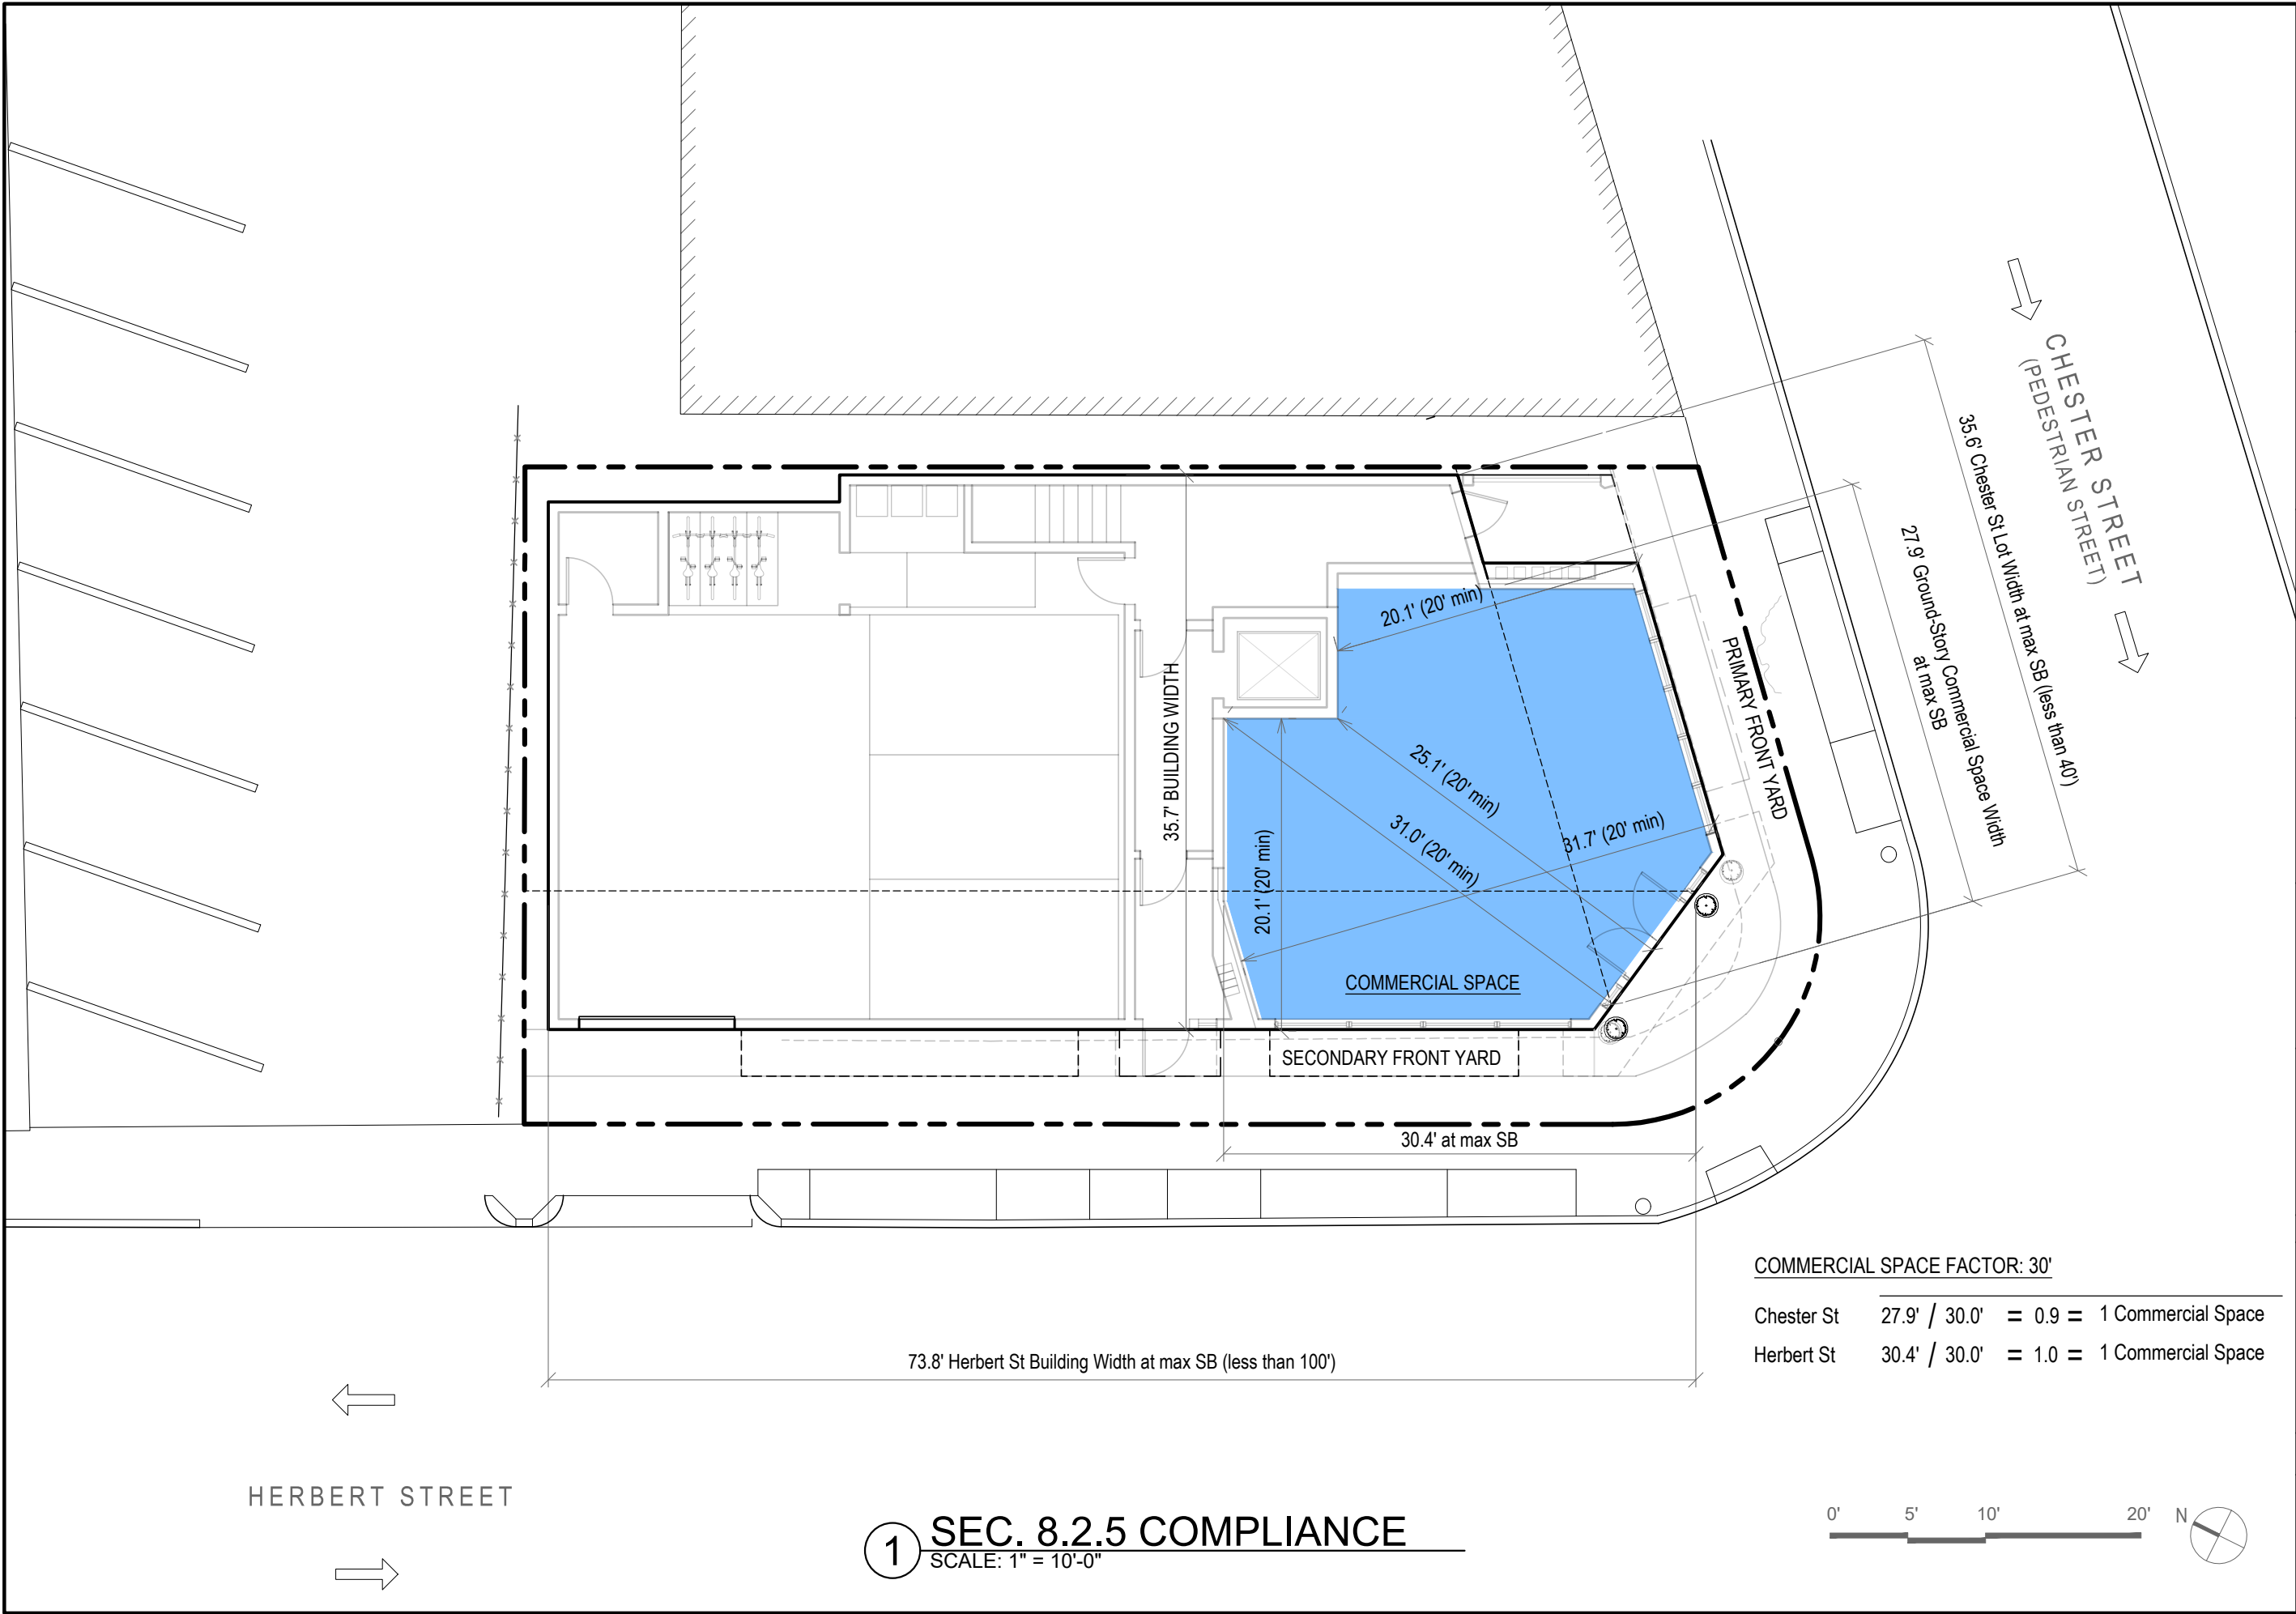 CHESTER STREET
(PEDESTRIAN STREET)
35.6' Chester St Lot Width at max SB (less than 40')
27.9' Ground-Story Commercial Space Width
at max SB
PRIMARY FRONT YARD
20.1' (20' min)
35.7' BUILDING WIDTH
25.1' (20' min)
31.0' (20' min)
31.7' (20' min)
20.1' (20' min)
COMMERCIAL SPACE
SECONDARY FRONT YARD
30.4' at max SB
73.8' Herbert St Building Width at max SB (less than 100')
COMMERCIAL SPACE FACTOR: 30'
Chester St 27.9' / 30.0' = 0.9 = 1 Commercial Space
Herbert St 30.4' / 30.0' = 1.0 = 1 Commercial Space
HERBERT STREET
1 SEC. 8.2.5 COMPLIANCE
SCALE: 1" = 10'-0"
0' 5' 10' 20' N